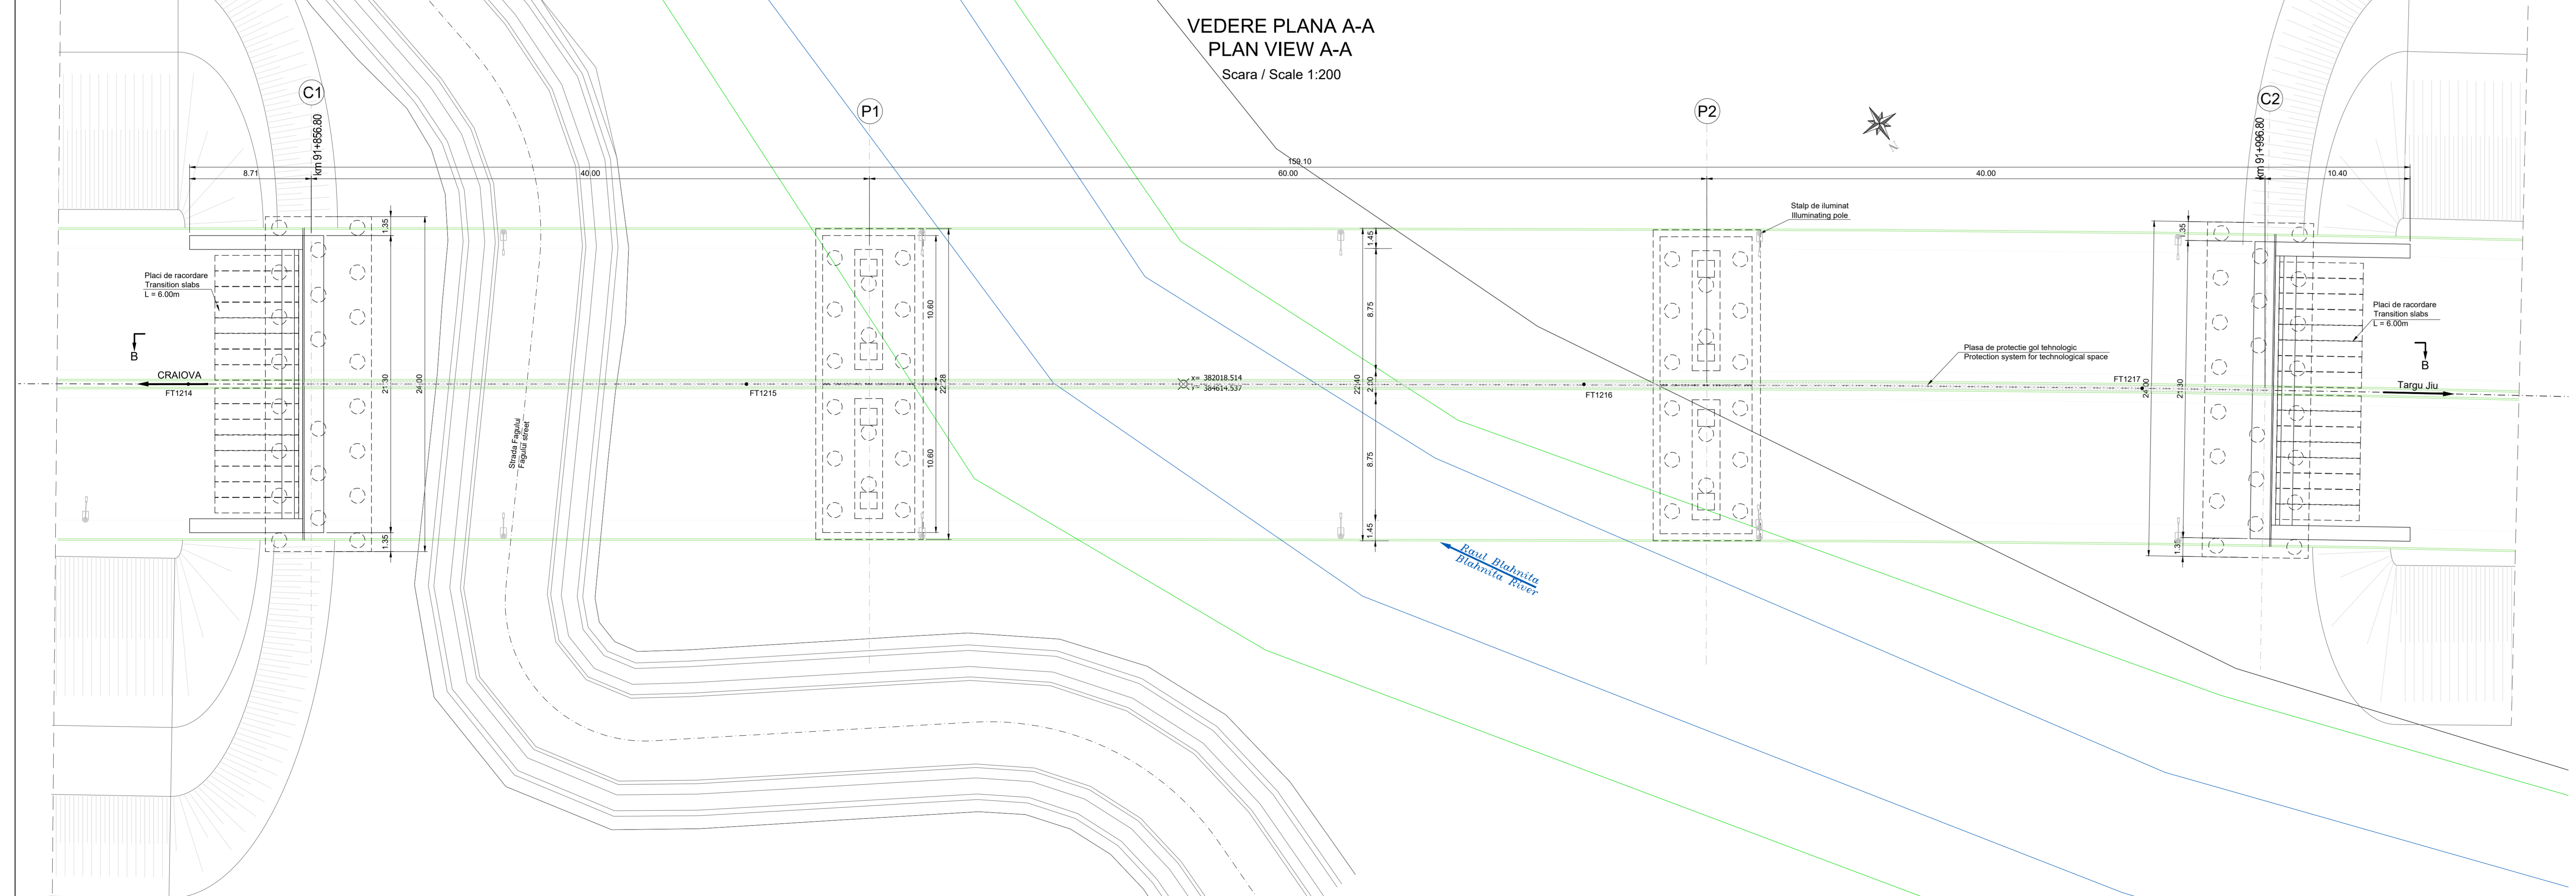 VEDERE PLANA A-A
PLAN VIEW A-A
Scara / Scale 1:200
C1
P1
P2
C2
km 91+856.80
km 91+996.80
159.10
8.71
40.00
60.00
40.00
10.40
Stalp de iluminat
Illuminating pole
1.35
1.45
1.35
Placi de racordare
Transition slabs
L = 6.00m
10.60
8.75
Placi de racordare
Transition slabs
L = 6.00m
B
Plasa de protectie gol tehnologic
Protection system for technological space
B
CRAIOVA
FT1214
21.30
24.00
FT1215
22.28
x= 382018.514
Y= 384614.537
22.40
2.00
FT1216
FT1217
24.00
21.30
Targu Jiu
Strada Fagului
Fagului street
10.60
8.75
1.35
1.45
1.35
Raul Blahnita
Blahnita River